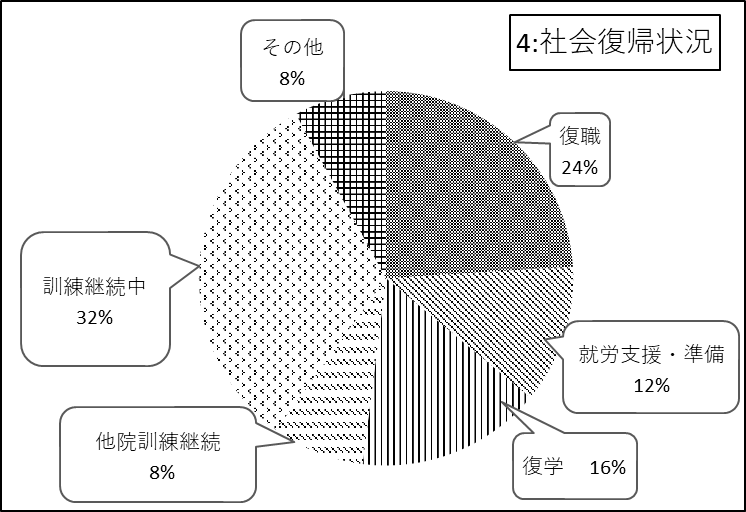 4:社会復帰状況
その他
8%
復職
24%
訓練継続中
32%
就労支援・準備
12%
他院訓練継続
8%
復学 16%